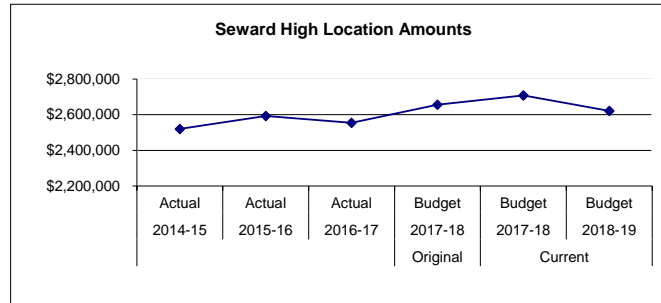 Seward High Location Amounts
$2,800,000
$2,600,000
$2,400,000
$2,200,000
Actual Actual Actual Budget Budget Budget
2014-15 2015-16 2016-17 2017-18 2017-18 2018-19
Original Current